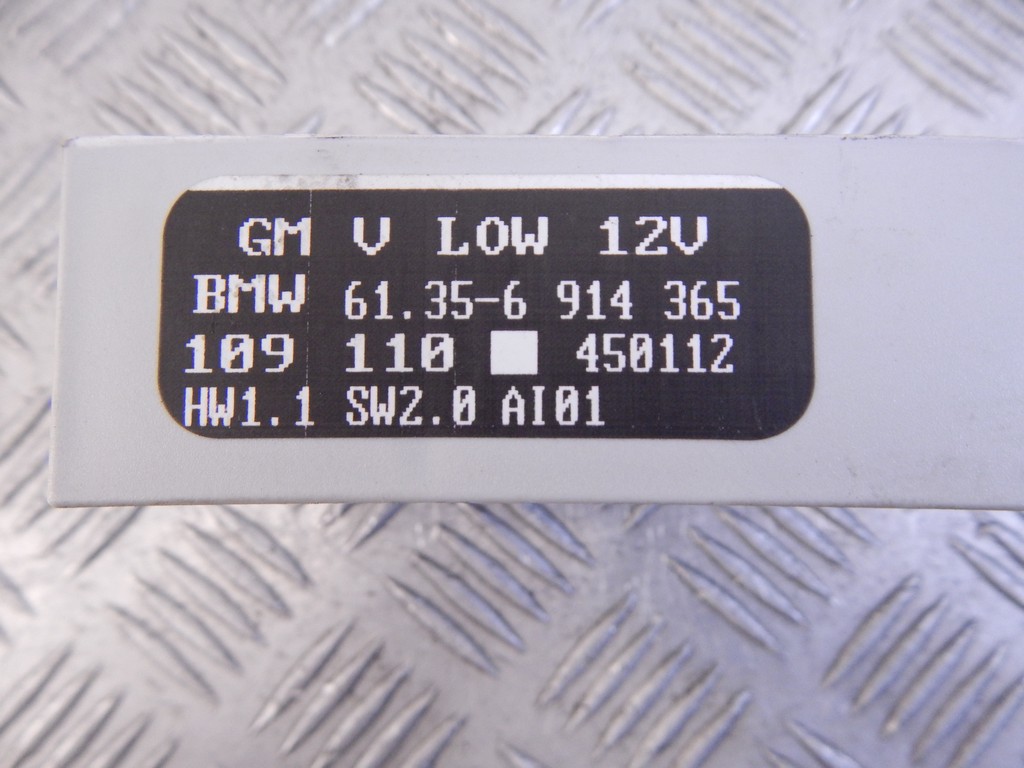 GM V LOW 12V
BMW 61.35-6 914 365
109 110 450112
HW1.1 SW2.0 AI01